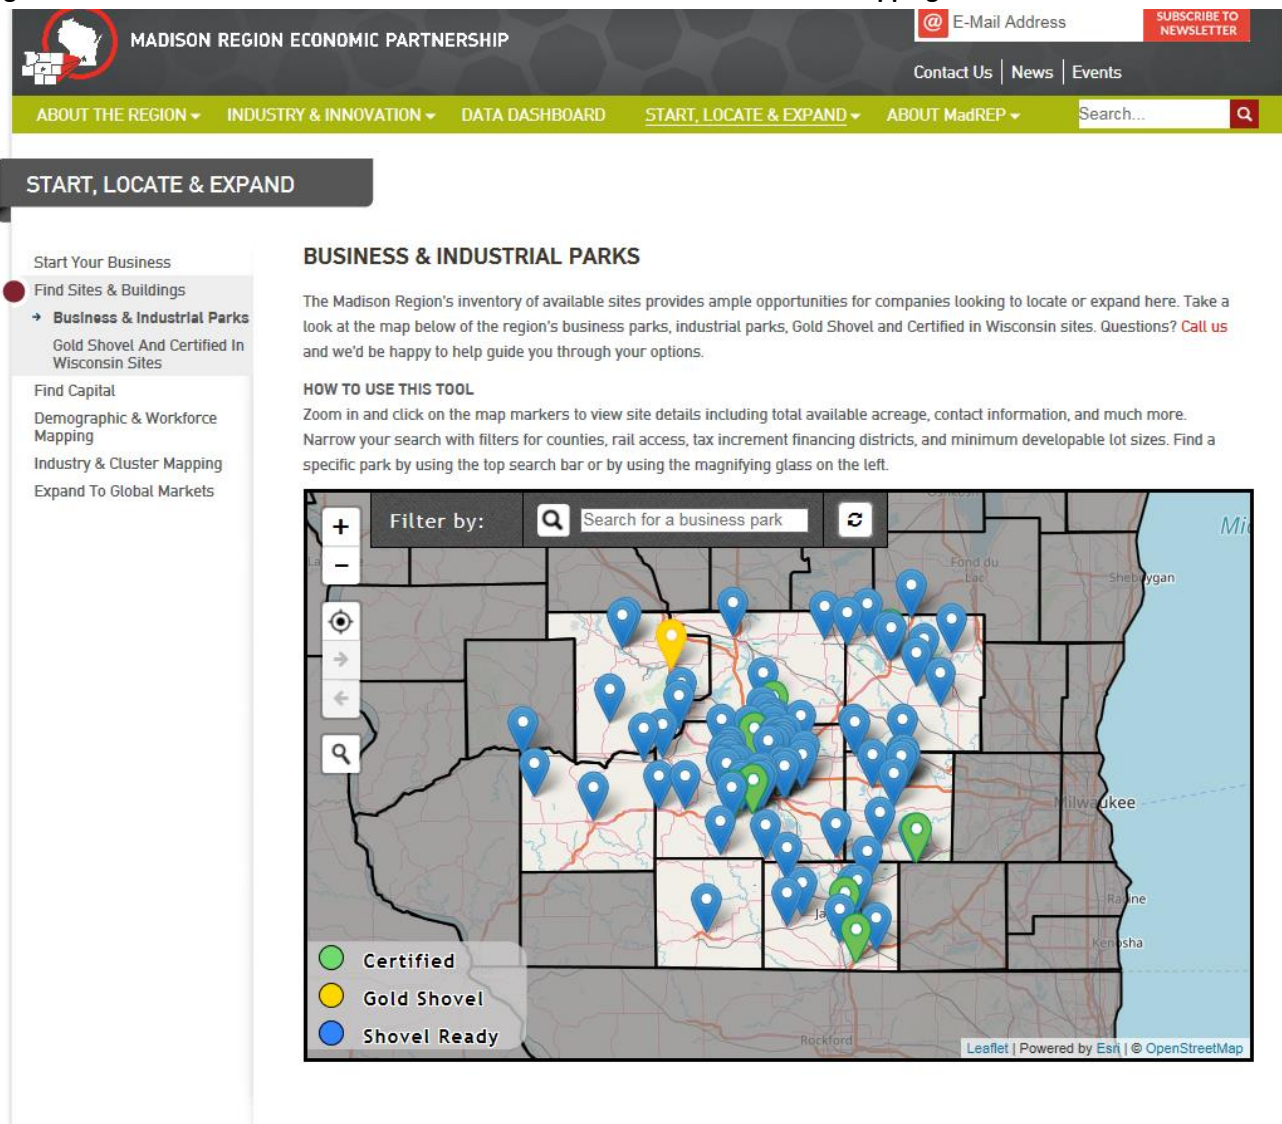 MADISON REGION ECONOMIC PARTNERSHIP
@ E-Mail Address
SUBSCRIBE TO
NEWSLETTER
Contact Us | News | Events
ABOUT THE REGION INDUSTRY & INNOVATION DATA DASHBOARD START, LOCATE & EXPAND ABOUT MadREP Search...
START, LOCATE & EXPAND
Start Your Business
Find Sites & Buildings
Business & Industrial Parks
Gold Shovel And Certified In
Wisconsin Sites
Find Capital
Demographic & Workforce
Mapping
Industry & Cluster Mapping
Expand To Global Markets
BUSINESS & INDUSTRIAL PARKS
The Madison Region's inventory of available sites provides ample opportunities for companies looking to locate or expand here. Take a
look at the map below of the region's business parks, industrial parks, Gold Shovel and Certified in Wisconsin sites. Questions? Call us
and we'd be happy to help guide you through your options.
HOW TO USE THIS TOOL
Zoom in and click on the map markers to view site details including total available acreage, contact information, and much more.
Narrow your search with filters for counties, rail access, tax increment financing districts, and minimum developable lot sizes. Find a
specific park by using the top search bar or by using the magnifying glass on the left.
+
−
Filter by:
Search for a business park
Fond du
Lac
Sheboygan
Milwaukee
Racine
Kenosha
Rockford
Certified
Gold Shovel
Shovel Ready
Leaflet | Powered by Esri | © OpenStreetMap